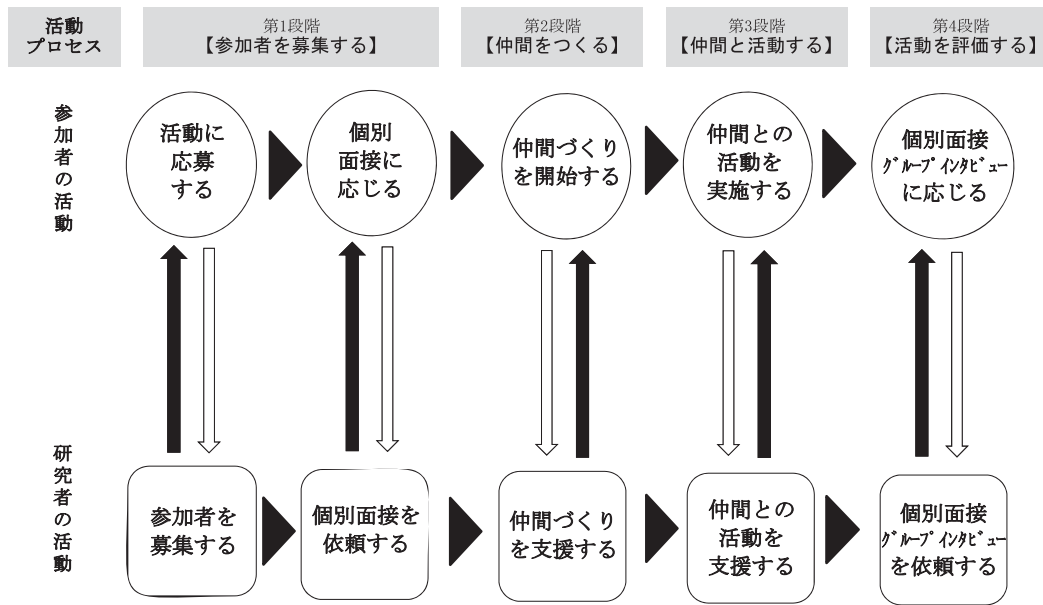 活動
プロセス
第1段階
【参加者を募集する】
第2段階
【仲間をつくる】
第3段階
【仲間と活動する】
第4段階
【活動を評価する】
参加者の活動
活動に
応募
する
個別
面接に
応じる
仲間づくり
を開始する
仲間との
活動を
実施する
個別面接
グループインタビュー
に応じる
研究者の活動
参加者を
募集する
個別面接を
依頼する
仲間づくり
を支援する
仲間との
活動を
支援する
個別面接
グループインタビュー
を依頼する